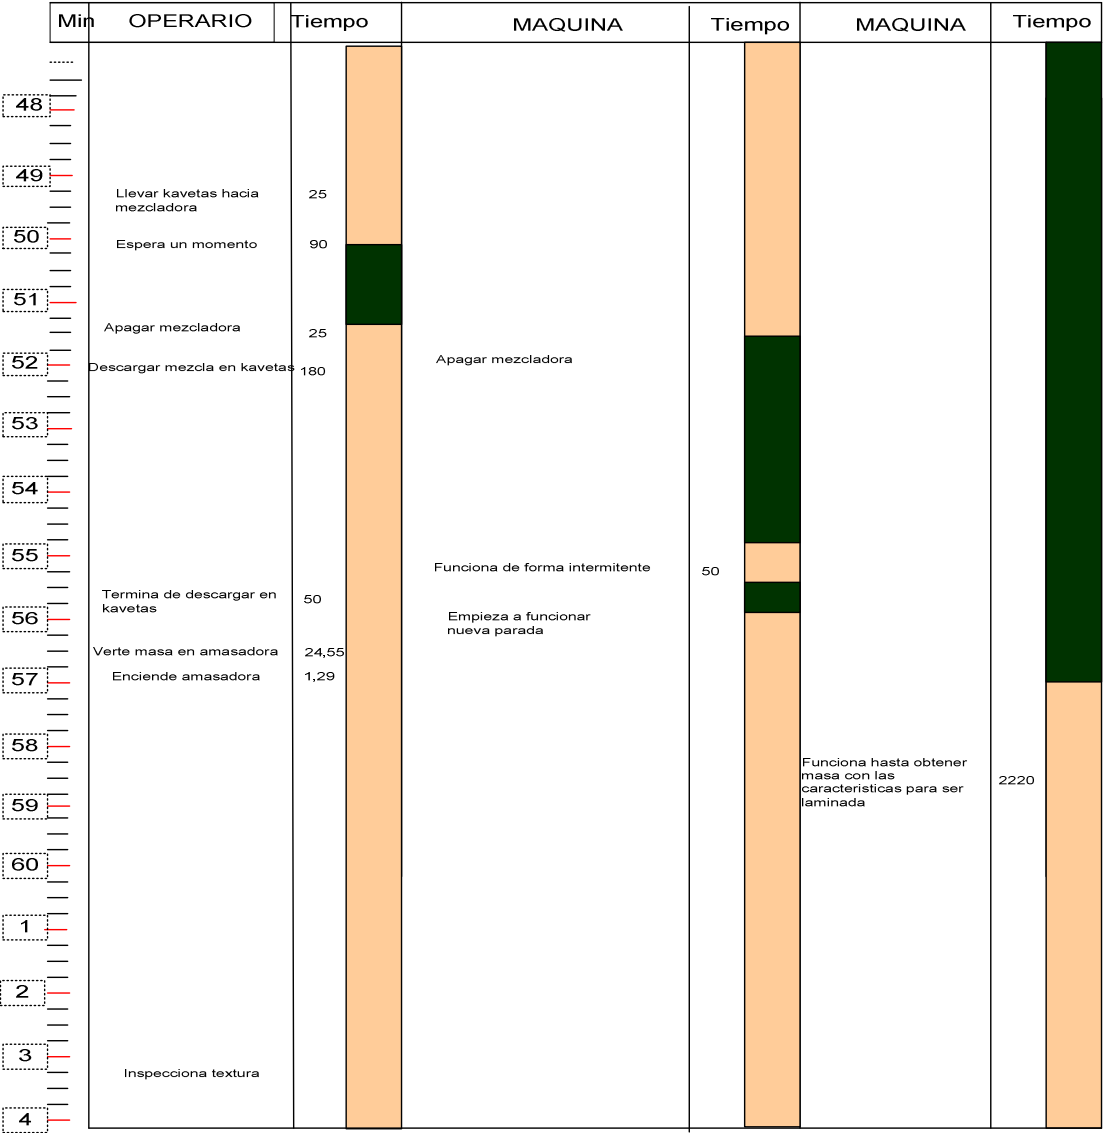 Min OPERARIO Tiempo MAQUINA Tiempo MAQUINA Tiempo
48
49
Llevar kavetas hacia 25
mezcladora
50
Espera un momento 90
51
Apagar mezcladora 25
52
Apagar mezcladora
Descargar mezcla en kavetas 180
53
54
55
Funciona de forma intermitente 50
Termina de descargar en 50
kavetas
56
Empieza a funcionar
nueva parada
Verte masa en amasadora 24,55
57
Enciende amasadora 1,29
58
Funciona hasta obtener
masa con las 2220
caracteristicas para ser
laminada
59
60
1
2
3
Inspecciona textura
4